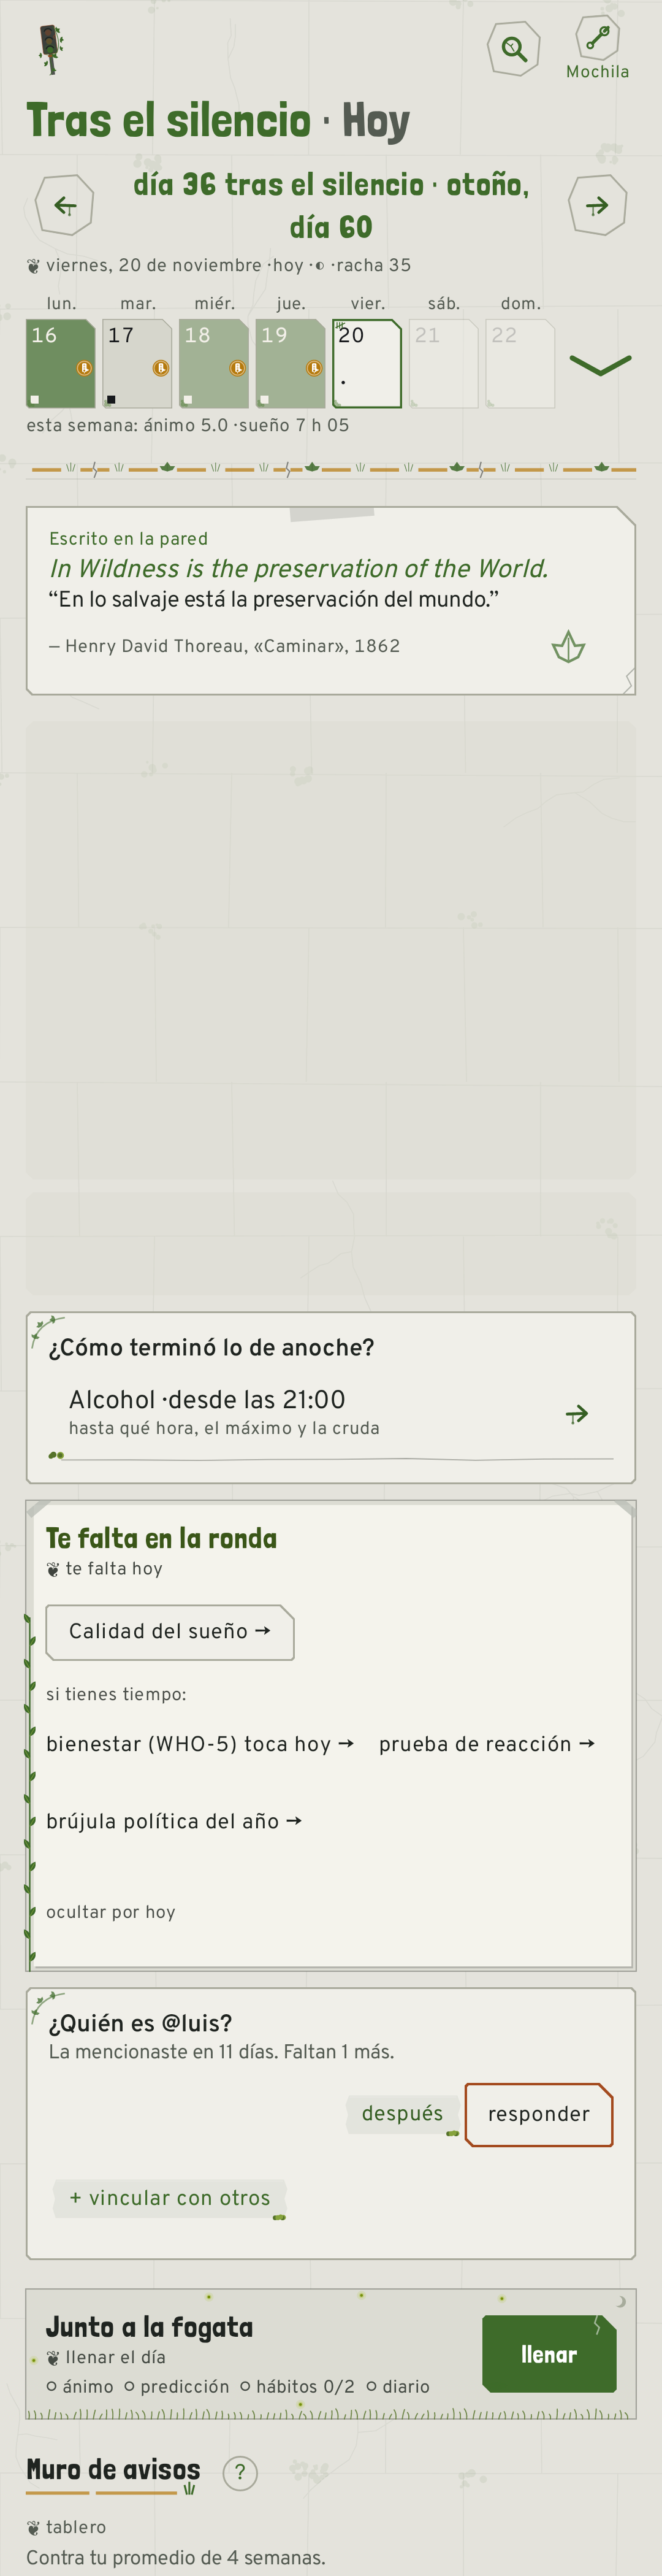 Mochila
Tras el silencio · Hoy
día 36 tras el silencio · otoño,
día 60
viernes, 20 de noviembre ·hoy · ·racha 35
lun. mar. miér. jue. vier. sáb. dom.
16 17 18 19 20 21 22
esta semana: ánimo 5.0 ·sueño 7 h 05
Escrito en la pared
In Wildness is the preservation of the World.
“En lo salvaje está la preservación del mundo.”
— Henry David Thoreau, «Caminar», 1862
¿Cómo terminó lo de anoche?
Alcohol ·desde las 21:00
hasta qué hora, el máximo y la cruda
Te falta en la ronda
te falta hoy
Calidad del sueño →
si tienes tiempo:
bienestar (WHO-5) toca hoy → prueba de reacción →
brújula política del año →
ocultar por hoy
¿Quién es @luis?
La mencionaste en 11 días. Faltan 1 más.
después responder
+ vincular con otros
Junto a la fogata
llenar el día
ánimo predicción hábitos 0/2 diario
llenar
Muro de avisos ?
tablero
Contra tu promedio de 4 semanas.